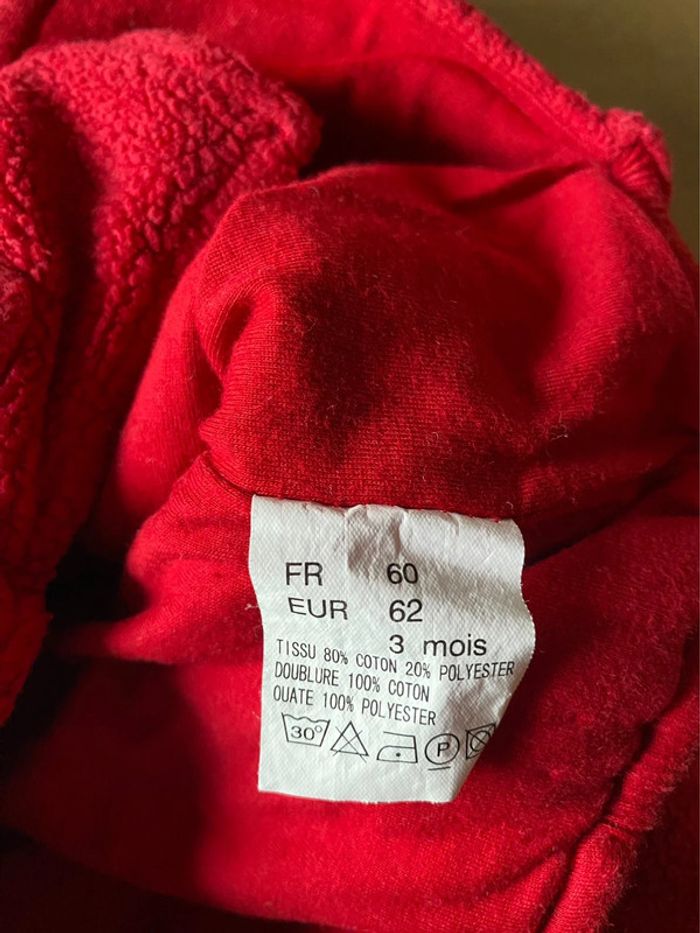 FR 60
EUR 62
3 mois
TISSU 80% COTON 20% POLYESTER
DOUBLURE 100% COTON
OUATE 100% POLYESTER
30° P